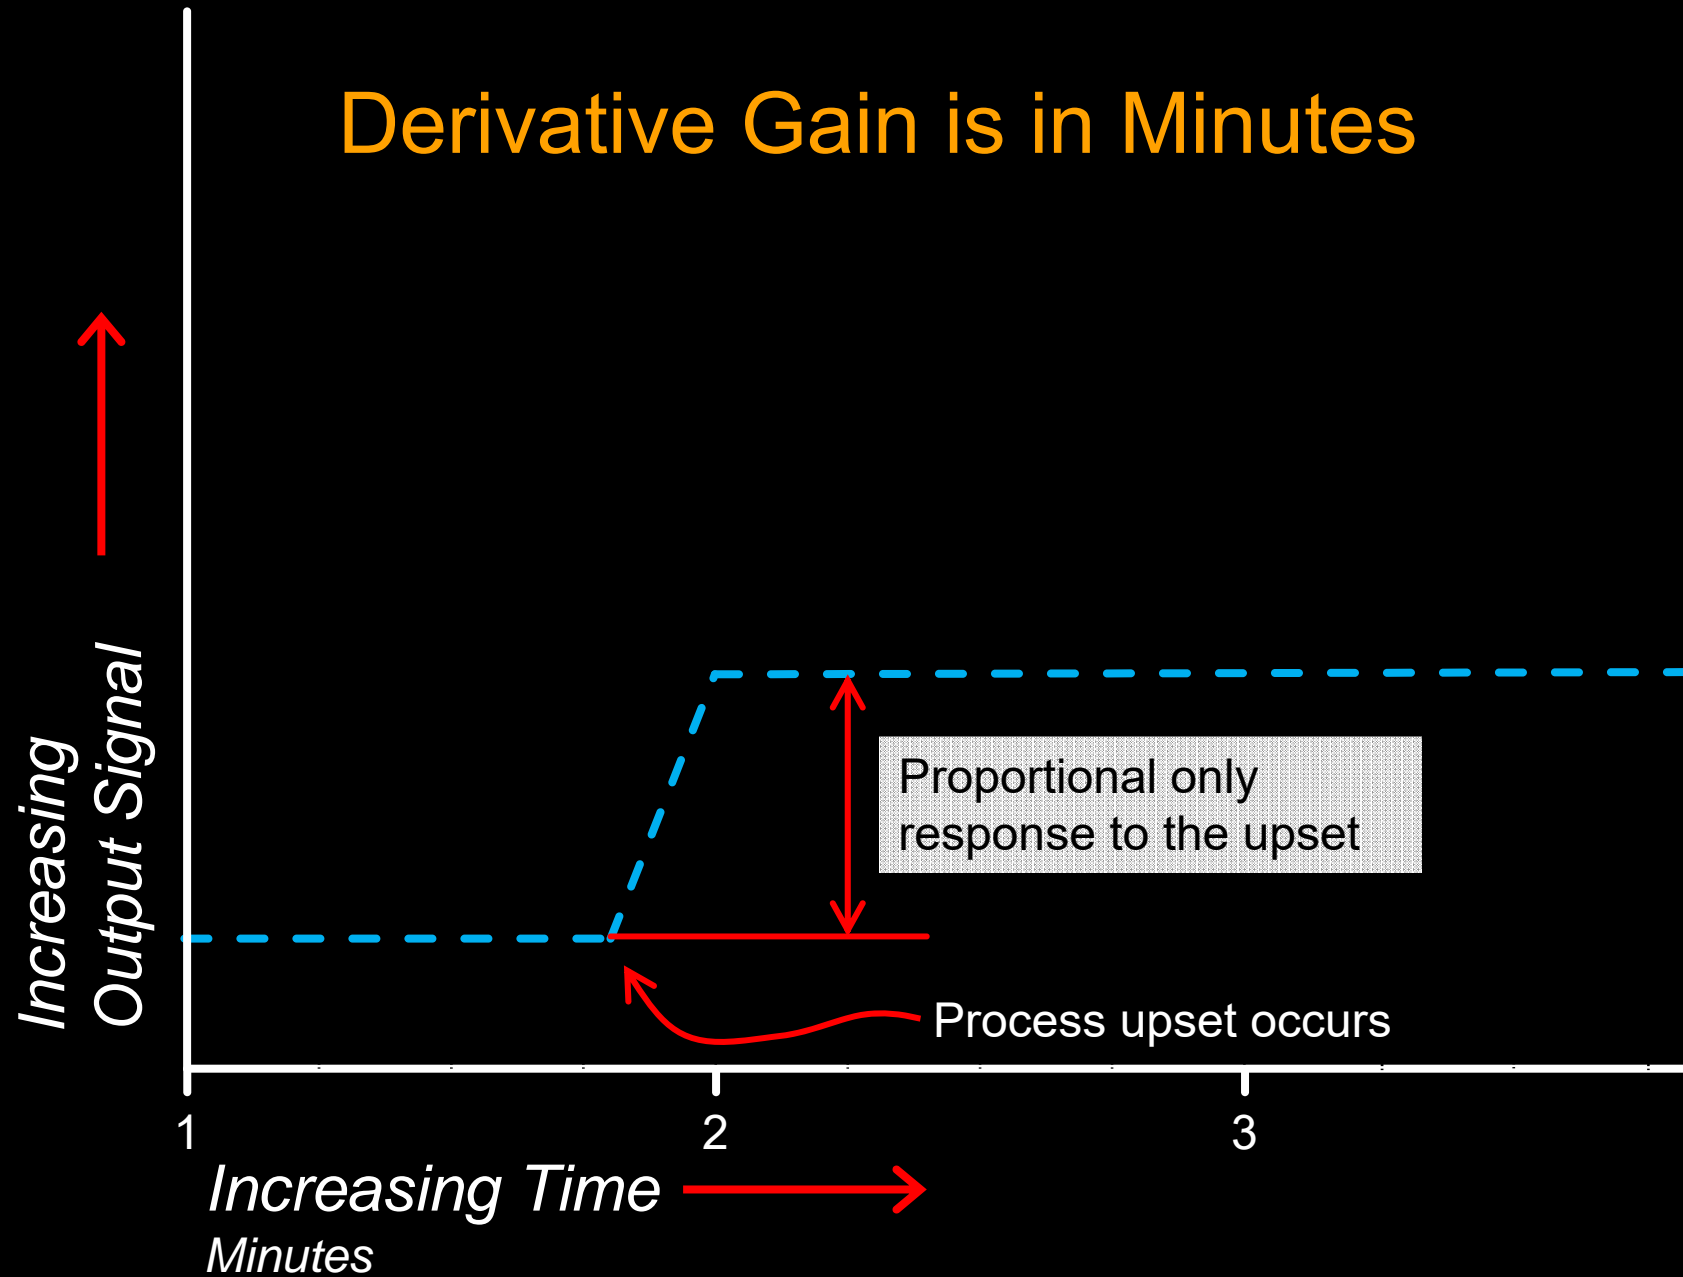 Derivative Gain is in Minutes
Increasing
Output Signal
Proportional only
response to the upset
Process upset occurs
1
2
3
Increasing Time
Minutes